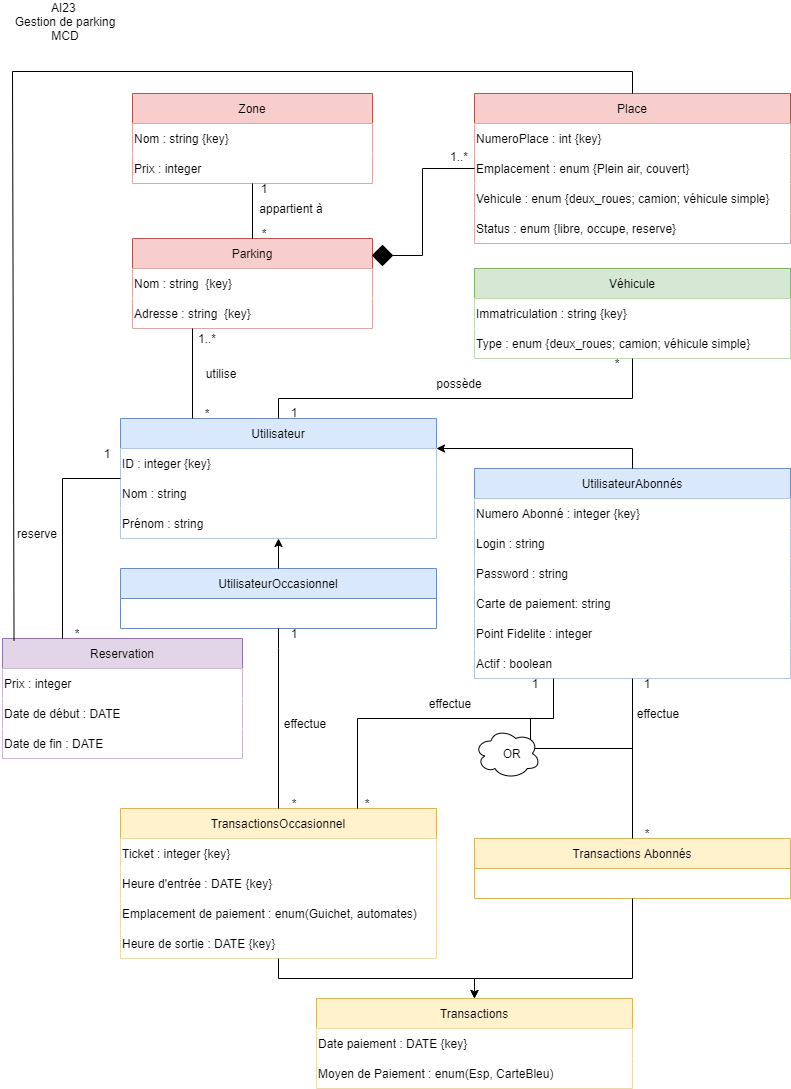 AI23
Gestion de parking
MCD
Zone
Nom : string {key}
Prix : integer
Place
NumeroPlace : int {key}
Emplacement : enum {Plein air, couvert}
Vehicule : enum {deux_roues; camion; véhicule simple}
Status : enum {libre, occupe, reserve}
1..*
1
appartient à
*
Parking
Nom : string  {key}
Adresse : string  {key}
Véhicule
Immatriculation : string {key}
Type : enum {deux_roues; camion; véhicule simple}
1..*
utilise
*
*
possède
1
Utilisateur
ID : integer {key}
Nom : string
Prénom : string
1
reserve
*
UtilisateurAbonnés
Numero Abonné : integer {key}
Login : string
Password : string
Carte de paiement: string
Point Fidelite : integer
Actif : boolean
UtilisateurOccasionnel
Reservation
Prix : integer
Date de début : DATE
Date de fin : DATE
1
effectue
*
1
effectue
*
1
effectue
*
OR
TransactionsOccasionnel
Ticket : integer {key}
Heure d'entrée : DATE {key}
Emplacement de paiement : enum(Guichet, automates)
Heure de sortie : DATE {key}
Transactions Abonnés
Transactions
Date paiement : DATE {key}
Moyen de Paiement : enum(Esp, CarteBleu)